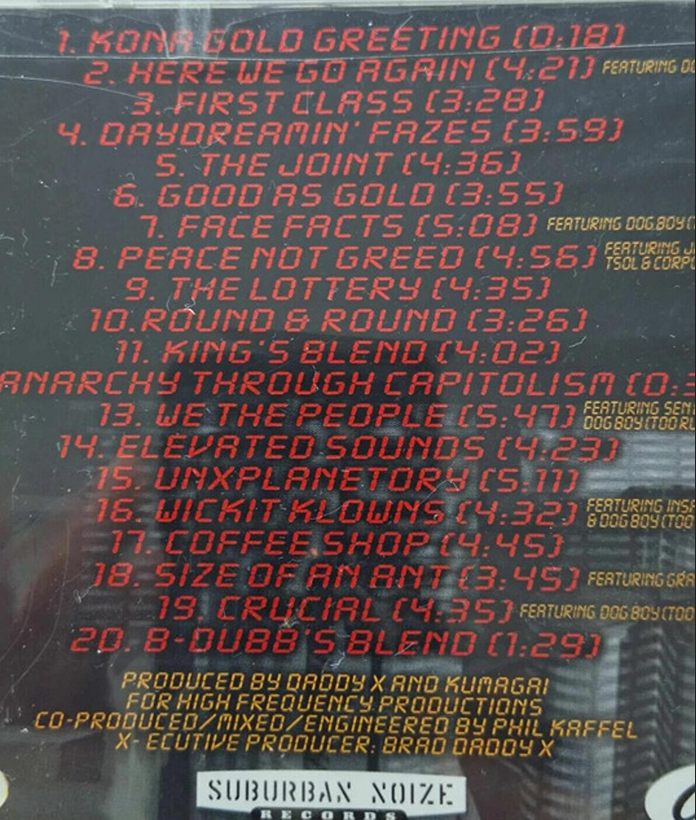 1. KONA GOLD GREETING (0:18)
2. HERE WE GO AGAIN (4:21) FEATURING
3. FIRST CLASS (3:28)
4. DAYDREAMIN' FAZES (3:59)
5. THE JOINT (4:36)
6. GOOD AS GOLD (3:55)
7. FACE FACTS (5:08) FEATURING DOG BOY
8. PEACE NOT GREED (4:56) FEATURING
TSOL &
9. THE LOTTERY (4:35)
10. ROUND & ROUND (3:26)
11. KING'S BLEND (4:02)
ANARCHY THROUGH CAPITOLISM (0:3
13. WE THE PEOPLE (5:47) FEATURING
DOG BOY (TOO
14. ELEVATED SOUNDS (4:23)
15. UNXPLANETORY (5:11)
16. WICKIT KLOWNS (4:32) FEATURING
& DOG BOY (TOO
17. COFFEE SHOP (4:45)
18. SIZE OF AN ANT (3:45) FEATURING
19. CRUCIAL (4:35) FEATURING DOG BOY (TOO
20. B-DUBB'S BLEND (1:29)
PRODUCED BY DADDY X AND KUMAGAI
FOR HIGH FREQUENCY PRODUCTIONS
CO-PRODUCED/MIXED/ENGINEERED BY PHIL KAFFEL
X- ECUTIVE PRODUCER: BRAD DADDY X
SUBURBAN NOIZE
RECORDS